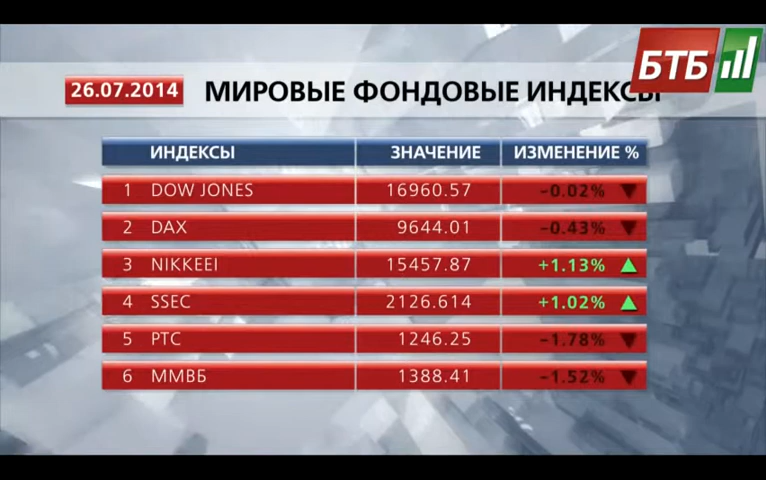 БТБ
26.07.2014 МИРОВЫЕ ФОНДОВЫЕ ИНДЕКСЫ
ИНДЕКСЫ ЗНАЧЕНИЕ ИЗМЕНЕНИЕ %
1 DOW JONES 16960.57 -0.02% ▼
2 DAX 9644.01 -0.43% ▼
3 NIKKEEI 15457.87 +1.13% ▲
4 SSEC 2126.614 +1.02% ▲
5 РТС 1246.25 -1.78% ▼
6 ММВБ 1388.41 -1.52% ▼